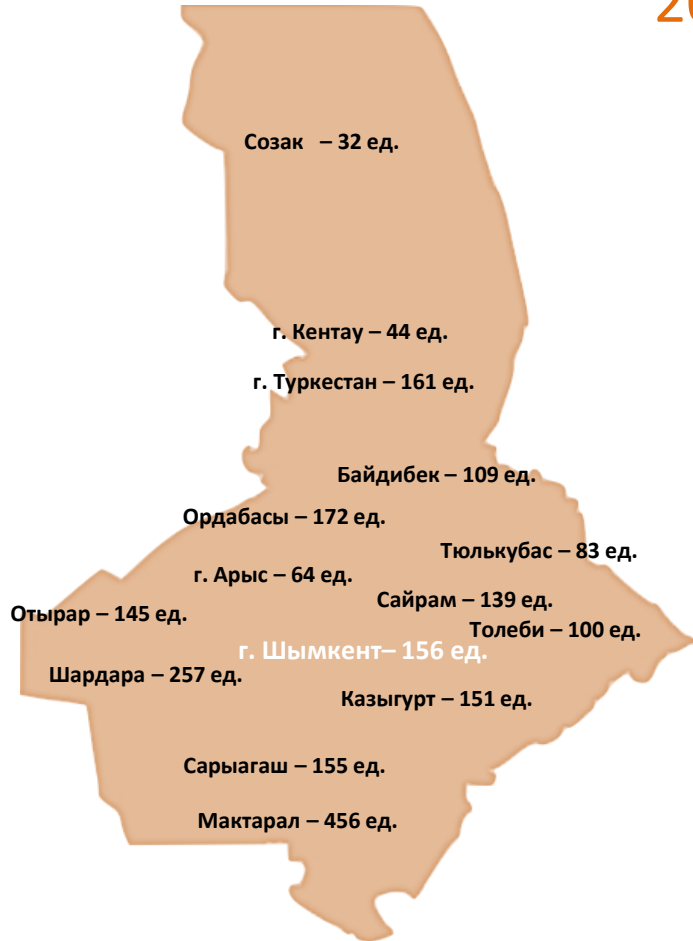 Созак – 32 ед.
г. Кентау – 44 ед.
г. Туркестан – 161 ед.
Байдибек – 109 ед.
Ордабасы – 172 ед.
Тюлькубас – 83 ед.
г. Арыс – 64 ед.
Сайрам – 139 ед.
Отырар – 145 ед.
Толеби – 100 ед.
г. Шымкент– 156 ед.
Шардара – 257 ед.
Казыгурт – 151 ед.
Сарыагаш – 155 ед.
Мактарал – 456 ед.